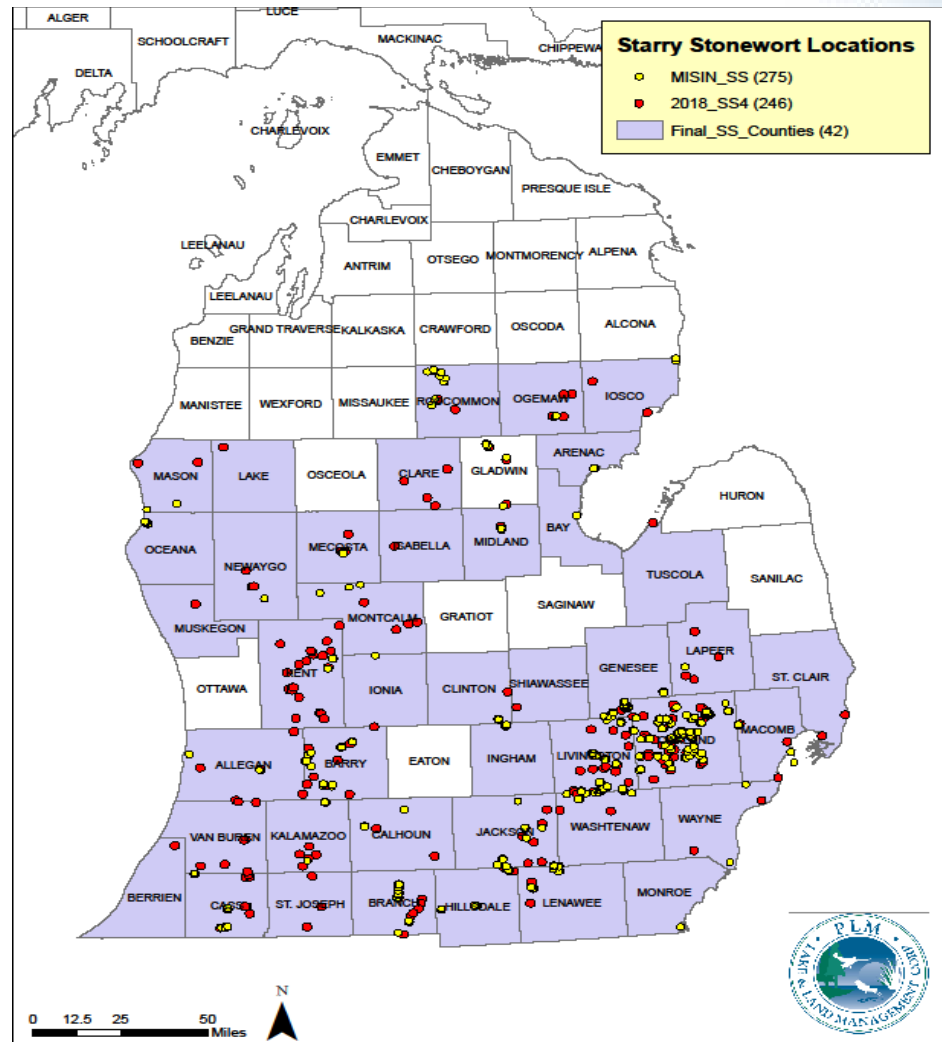 ALGER
LUCE
SCHOOLCRAFT
MACKINAC
CHIPPEWA
DELTA
Starry Stonewort Locations
MISIN_SS (275)
2018_SS4 (246)
Final_SS_Counties (42)
CHARLEVOIX
EMMET
CHEBOYGAN
PRESQUE ISLE
CHARLEVOIX
LEELANAU
ANTRIM
OTSEGO
MONTMORENCY
ALPENA
LEELANAU
BENZIE
GRAND TRAVERSE
KALKASKA
CRAWFORD
OSCODA
ALCONA
MANISTEE
WEXFORD
MISSAUKEE
ROSCOMMON
OGEMAW
IOSCO
MASON
LAKE
OSCEOLA
CLARE
GLADWIN
ARENAC
HURON
OCEANA
NEWAYGO
MECOSTA
ISABELLA
MIDLAND
BAY
TUSCOLA
SANILAC
MUSKEGON
MONTCALM
GRATIOT
SAGINAW
OTTAWA
KENT
IONIA
CLINTON
SHIAWASSEE
GENESEE
LAPEER
ST. CLAIR
ALLEGAN
BARRY
EATON
INGHAM
LIVINGSTON
OAKLAND
MACOMB
VAN BUREN
KALAMAZOO
CALHOUN
JACKSON
WASHTENAW
WAYNE
BERRIEN
CASS
ST. JOSEPH
BRANCH
HILLSDALE
LENAWEE
MONROE
0 12.5 25 50
Miles
N
PLM
LAKE & LAND MANAGEMENT CORP